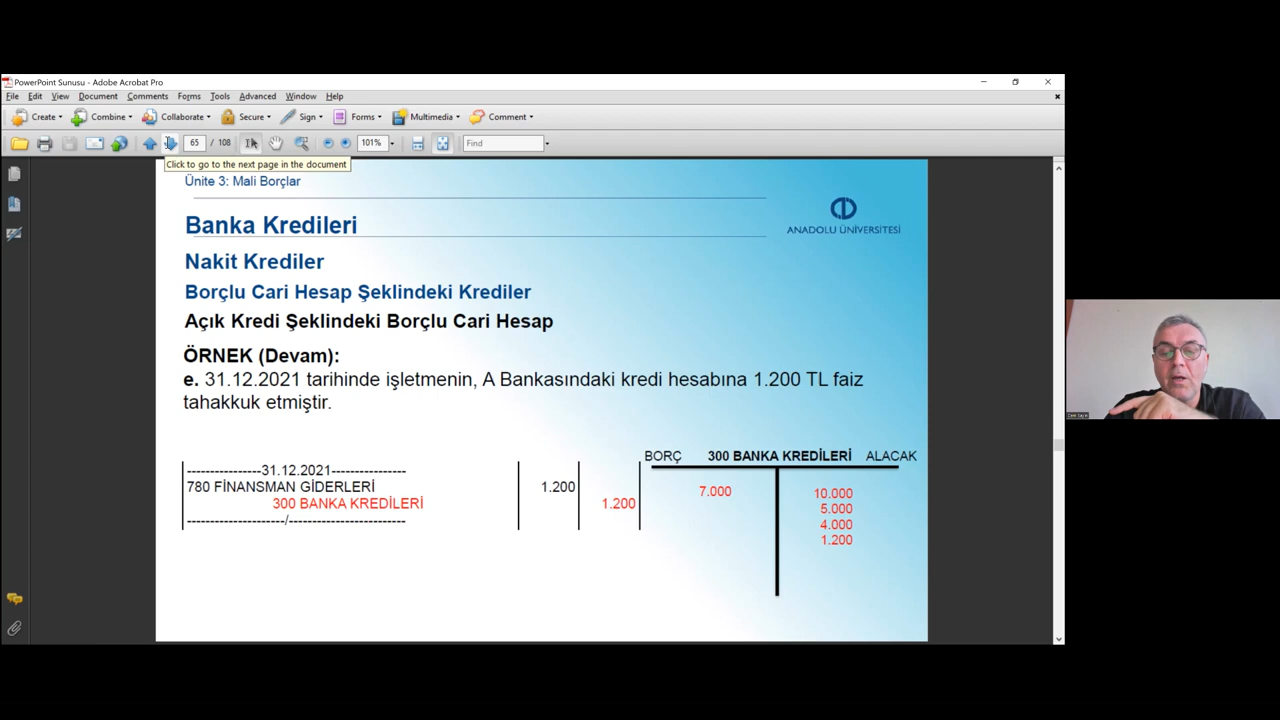 PowerPoint Sunusu - Adobe Acrobat Pro
File Edit View Document Comments Forms Tools Advanced Window Help
Create Combine Collaborate Secure Sign Forms Multimedia Comment
65 / 108 101% Find
Click to go to the next page in the document
Ünite 3: Mali Borçlar
Banka Kredileri
ANADOLU ÜNİVERSİTESİ
Nakit Krediler
Borçlu Cari Hesap Şeklindeki Krediler
Açık Kredi Şeklindeki Borçlu Cari Hesap
ÖRNEK (Devam):
e. 31.12.2021 tarihinde işletmenin, A Bankasındaki kredi hesabına 1.200 TL faiz
tahakkuk etmiştir.
---------------31.12.2021---------------
780 FİNANSMAN GİDERLERİ 1.200
300 BANKA KREDİLERİ 1.200
---------------------/-------------------------
BORÇ 300 BANKA KREDİLERİ ALACAK
7.000 10.000
5.000
4.000
1.200